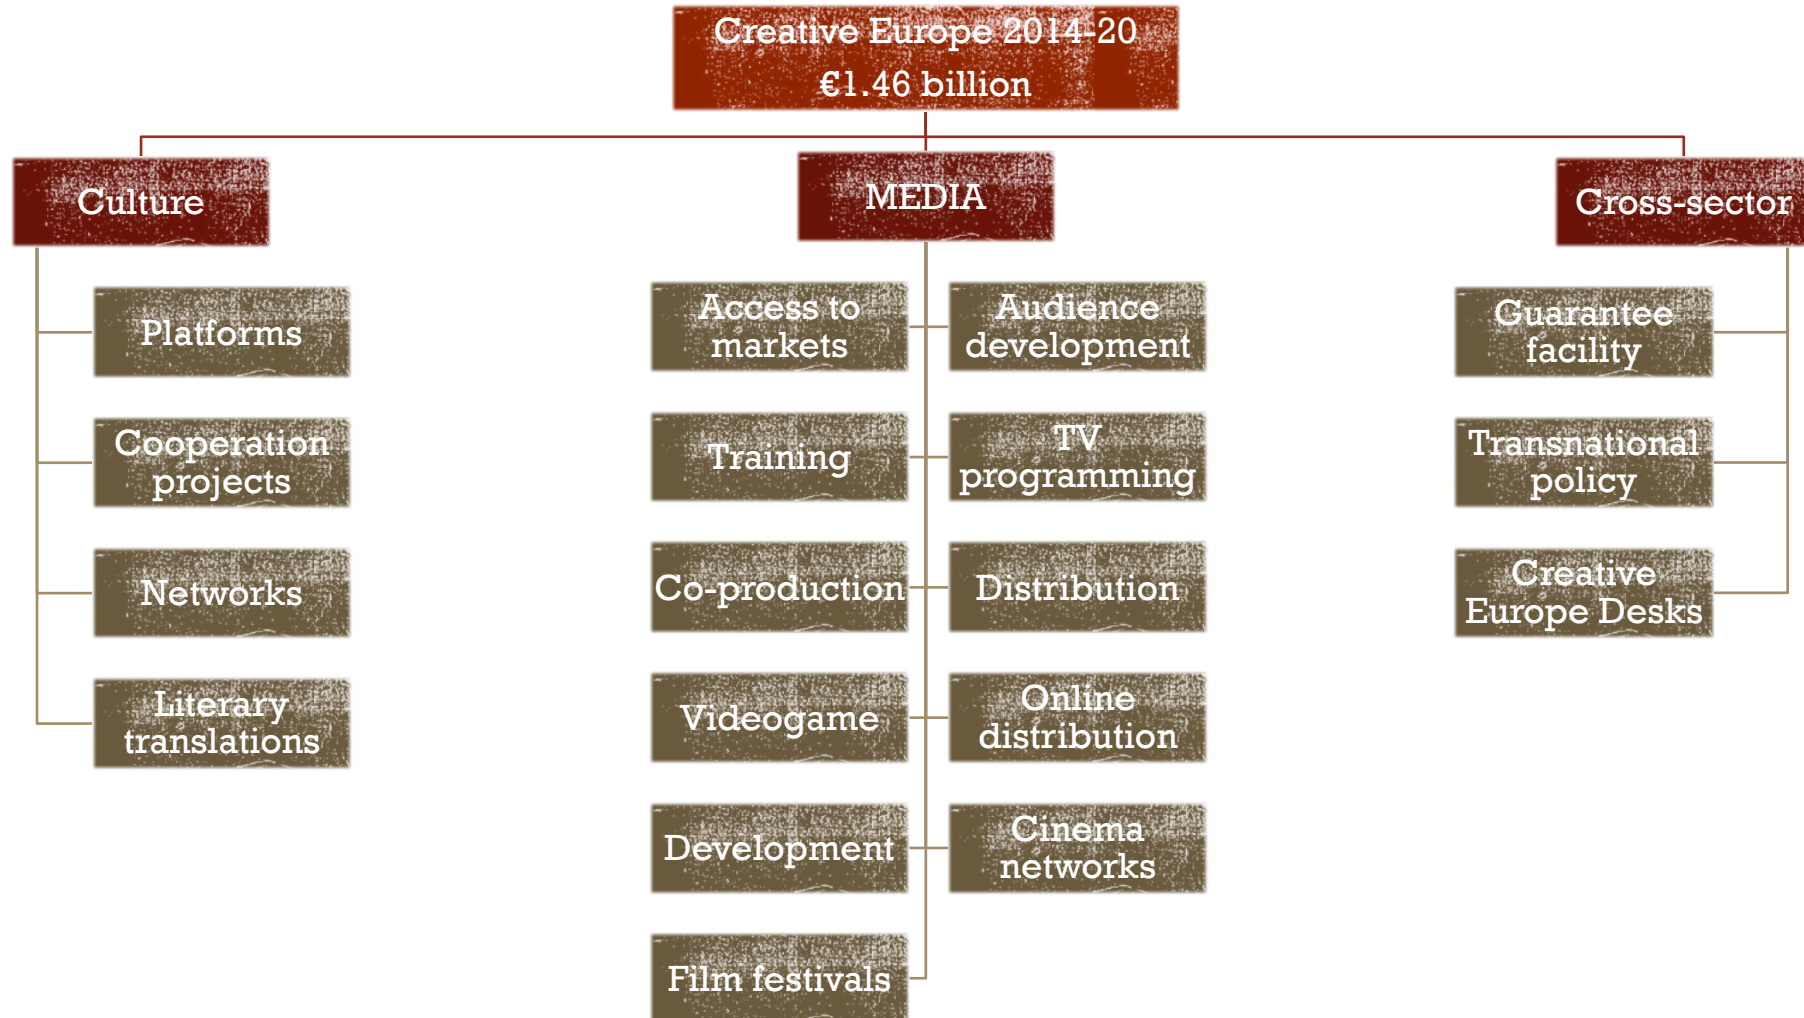 Creative Europe 2014-20
€1.46 billion
Culture
Platforms
Cooperation
projects
Networks
Literary
translations
MEDIA
Access to
markets
Audience
development
Training
TV
programming
Co-production
Distribution
Videogame
Online
distribution
Development
Cinema
networks
Film festivals
Cross-sector
Guarantee
facility
Transnational
policy
Creative
Europe Desks